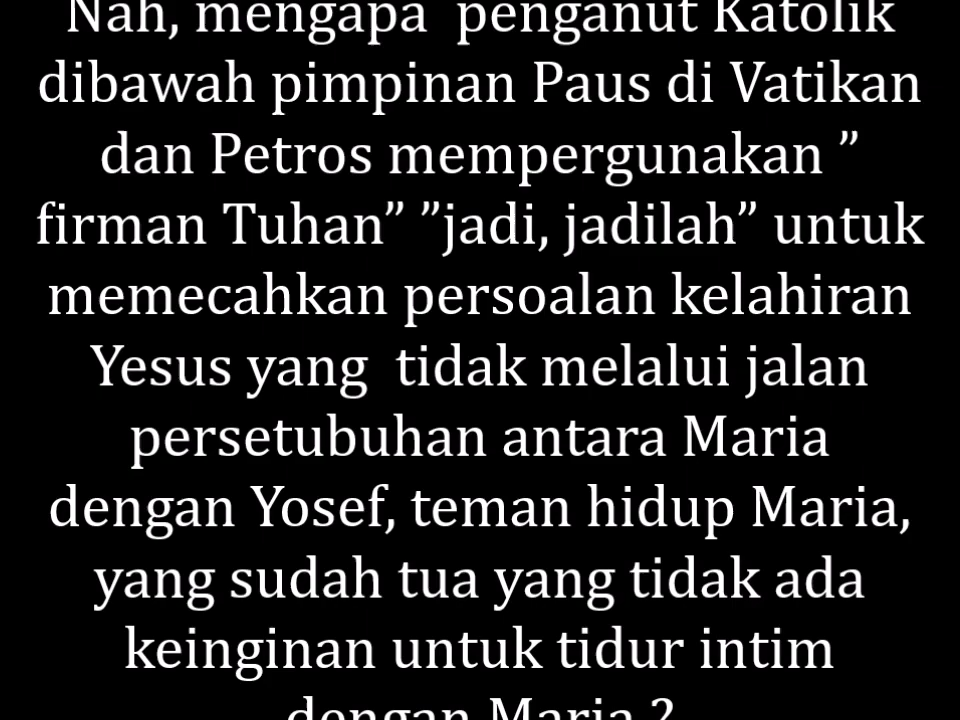 Nah, mengapa  penganut Katolik
dibawah pimpinan Paus di Vatikan
dan Petros mempergunakan ”
firman Tuhan” ”jadi, jadilah” untuk
memecahkan persoalan kelahiran
Yesus yang  tidak melalui jalan
persetubuhan antara Maria
dengan Yosef, teman hidup Maria,
yang sudah tua yang tidak ada
keinginan untuk tidur intim
dengan Maria ?